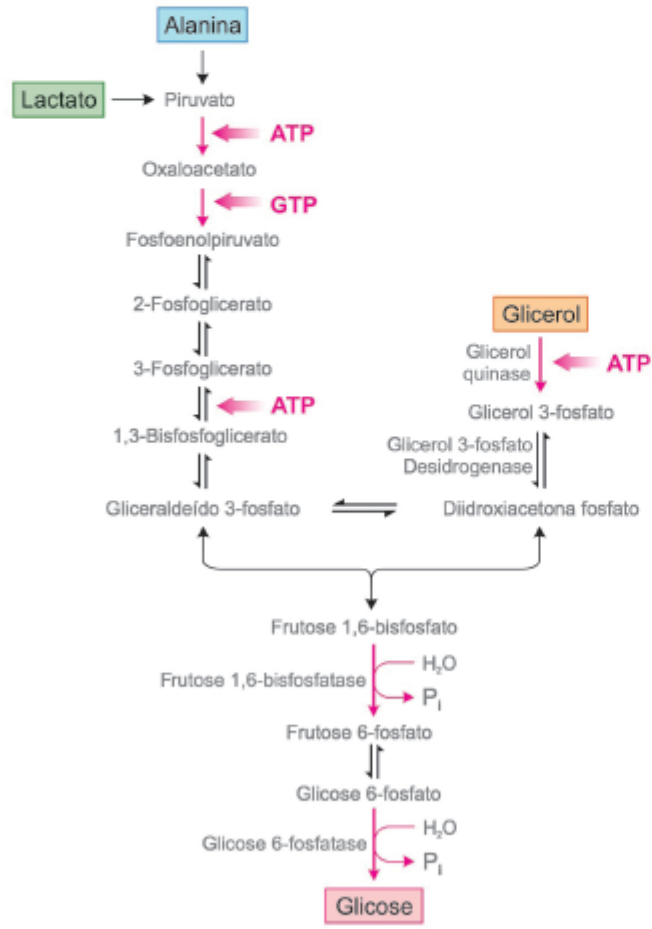 Alanina
Lactato
Piruvato
ATP
Oxaloacetato
GTP
Fosfoenolpiruvato
2-Fosfoglicerato
3-Fosfoglicerato
ATP
1,3-Bisfosfoglicerato
Gliceraldeído 3-fosfato
Glicerol
Glicerol
quinase
ATP
Glicerol 3-fosfato
Glicerol 3-fosfato
Desidrogenase
Diidroxiacetona fosfato
Frutose 1,6-bisfosfato
Frutose 1,6-bisfosfatase
H₂O
Pᵢ
Frutose 6-fosfato
Glicose 6-fosfato
Glicose 6-fosfatase
H₂O
Pᵢ
Glicose